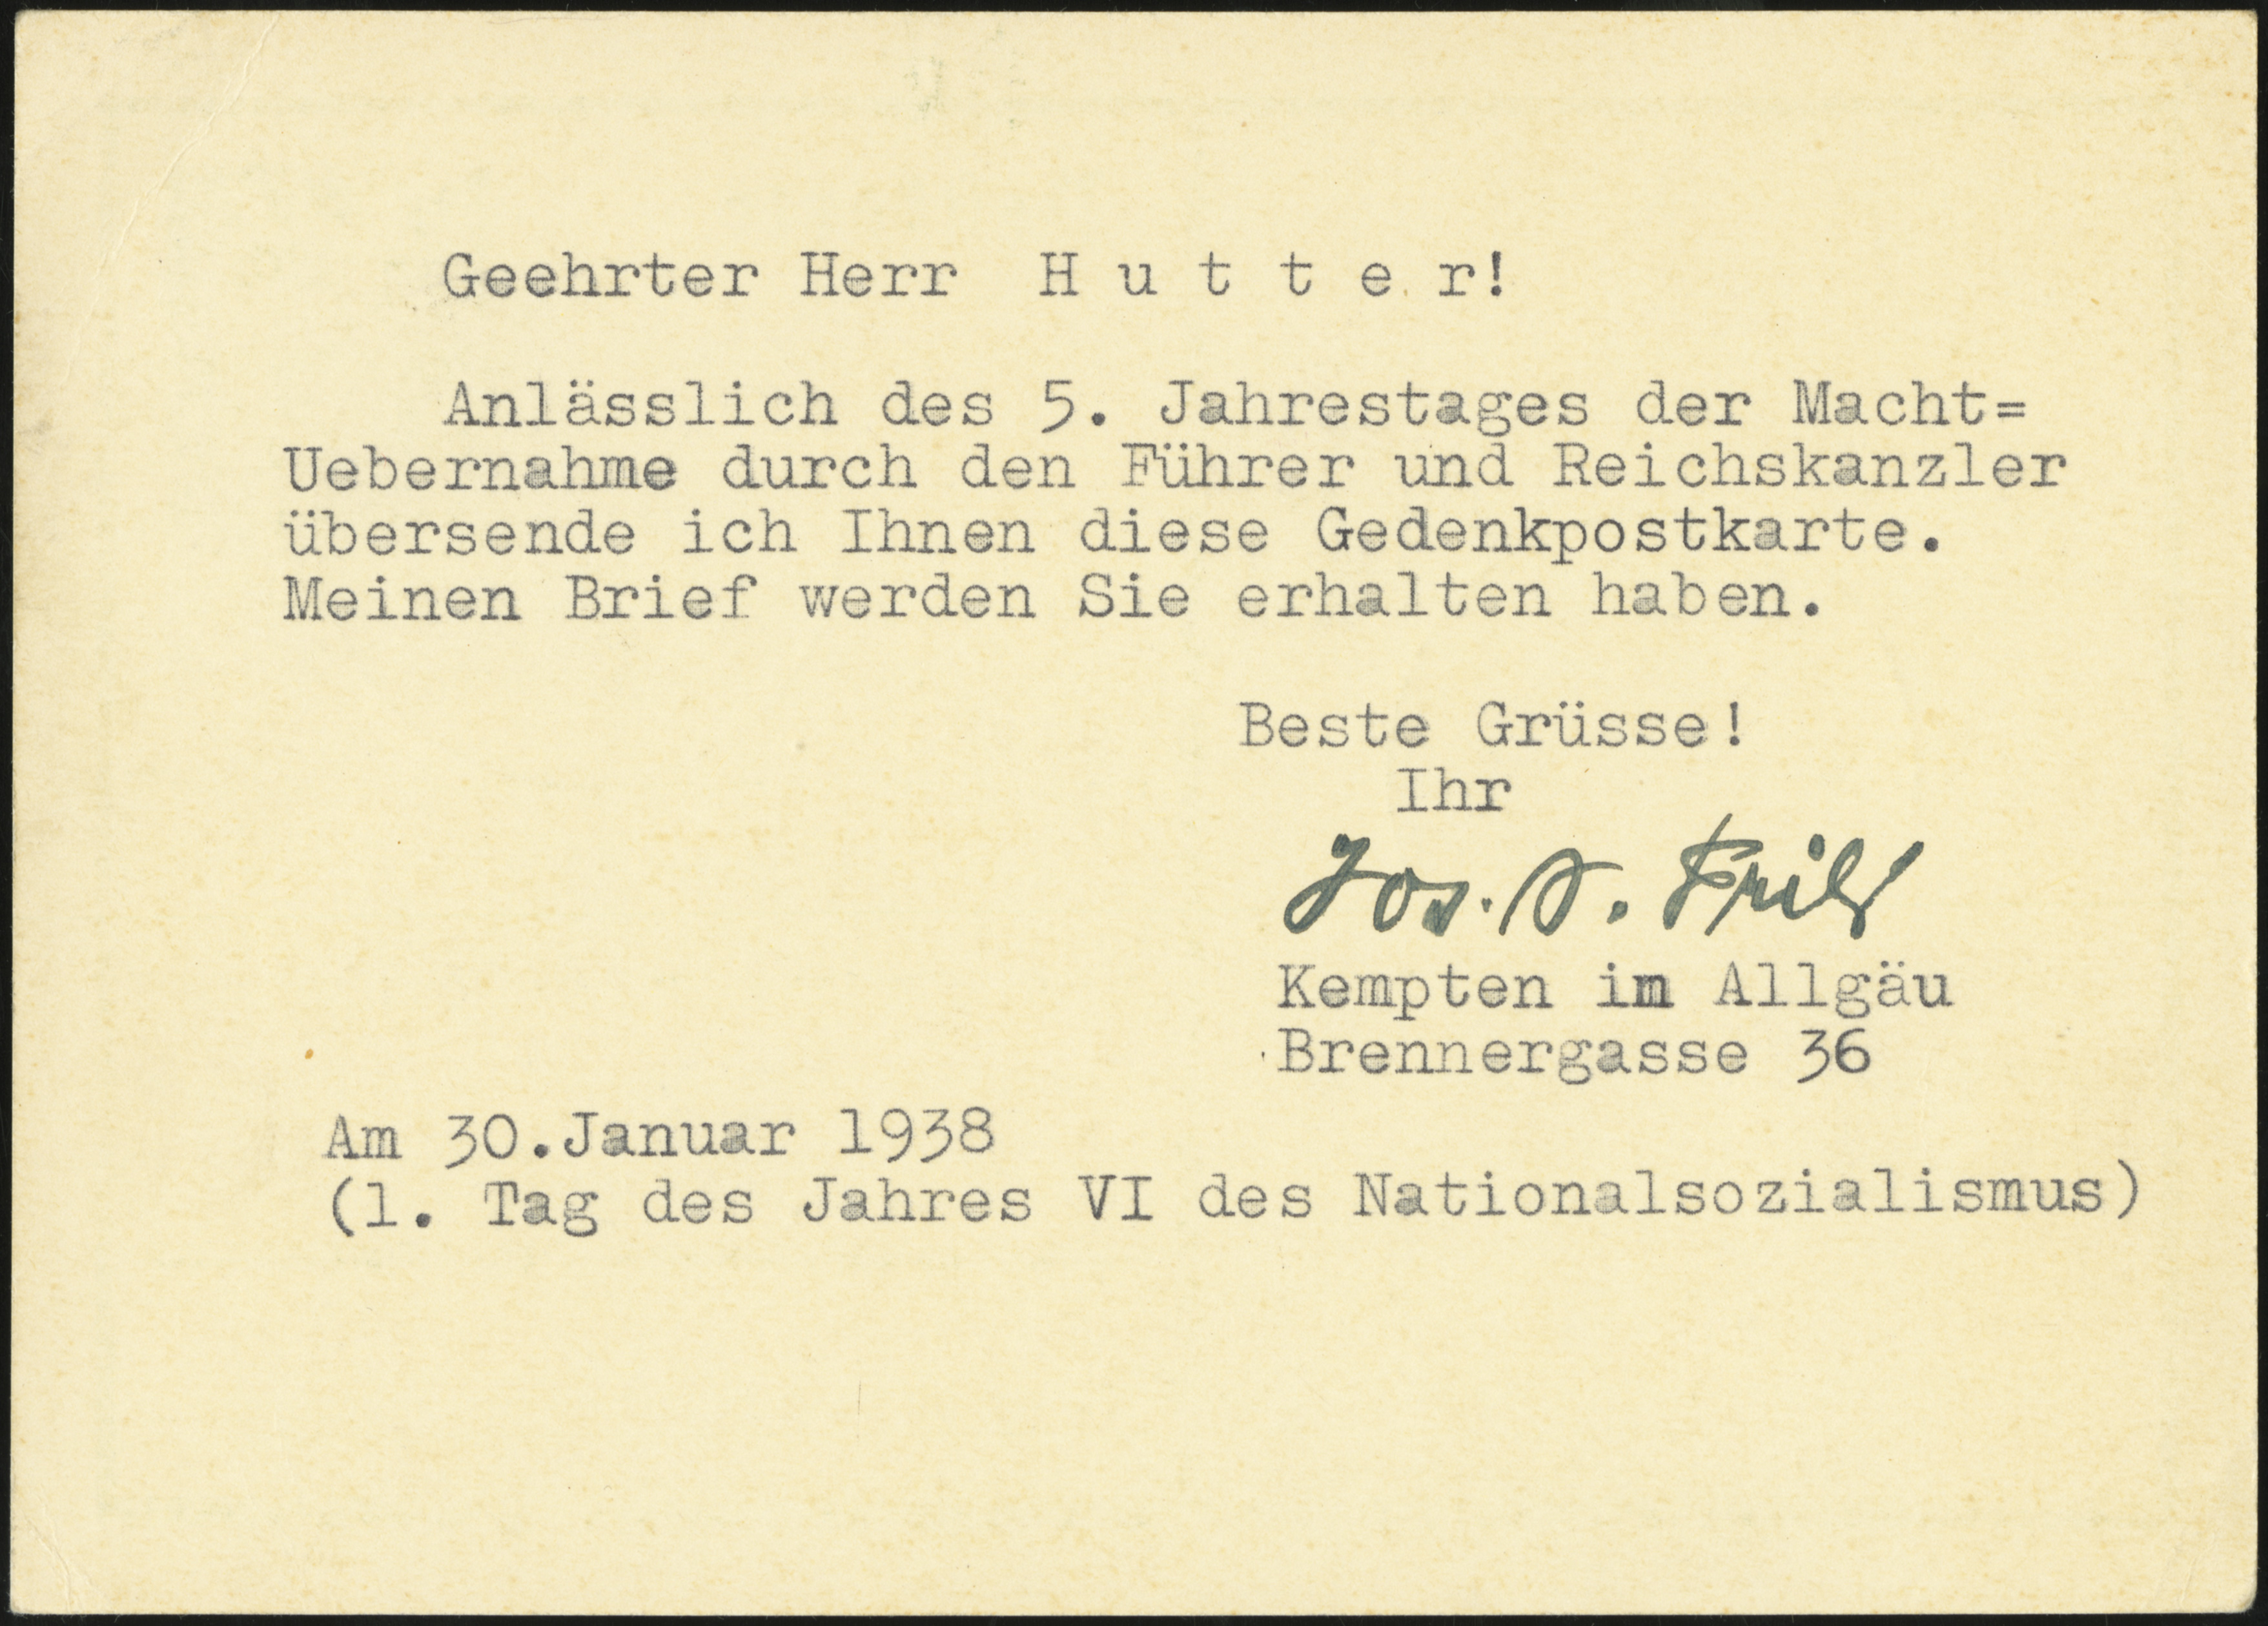 Geehrter Herr H u t t e r!
Anlässlich des 5. Jahrestages der Macht=
Uebernahme durch den Führer und Reichskanzler
übersende ich Ihnen diese Gedenkpostkarte.
Meinen Brief werden Sie erhalten haben.
Beste Grüsse!
Ihr
Jos.
Kempten im Allgäu
Brennergasse 36
Am 30.Januar 1938
(1. Tag des Jahres VI des Nationalsozialismus)